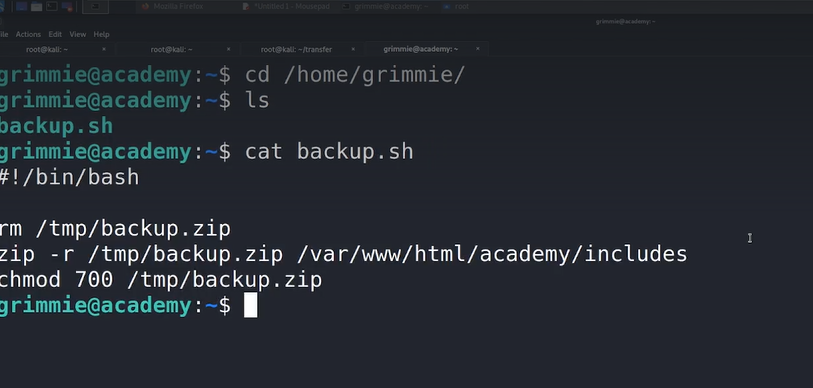 Mozilla Firefox *Untitled 1 - Mousepad grimmie@academy: ~ root
grimmie@academy: ~
ile Actions Edit View Help
root@kali: ~ × root@kali: ~ × root@kali: ~/transfer × grimmie@academy: ~ ×
grimmie@academy:~$ cd /home/grimmie/
grimmie@academy:~$ ls
backup.sh
grimmie@academy:~$ cat backup.sh
#!/bin/bash
rm /tmp/backup.zip
zip -r /tmp/backup.zip /var/www/html/academy/includes
chmod 700 /tmp/backup.zip
grimmie@academy:~$